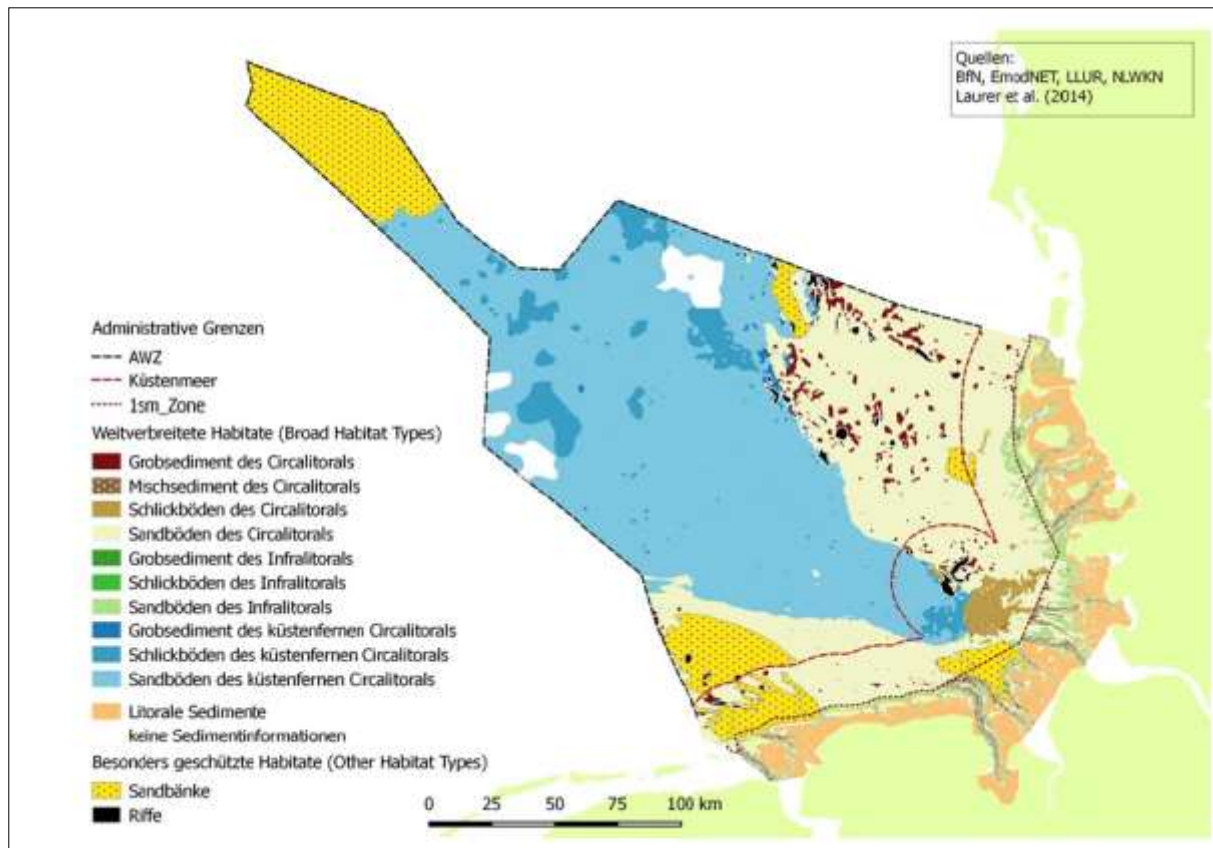 Quellen:
BfN, EmodNET, LLUR, NLWKN
Laurer et al. (2014)
Administrative Grenzen
AWZ
Küstenmeer
1sm_Zone
Weitverbreitete Habitate (Broad Habitat Types)
Grobsediment des Circalitorals
Mischsediment des Circalitorals
Schlickböden des Circalitorals
Sandböden des Circalitorals
Grobsediment des Infralitorals
Schlickböden des Infralitorals
Sandböden des Infralitorals
Grobsediment des küstenfernen Circalitorals
Schlickböden des küstenfernen Circalitorals
Sandböden des küstenfernen Circalitorals
Litorale Sedimente
keine Sedimentinformationen
Besonders geschützte Habitate (Other Habitat Types)
Sandbänke
Riffe
0 25 50 75 100 km